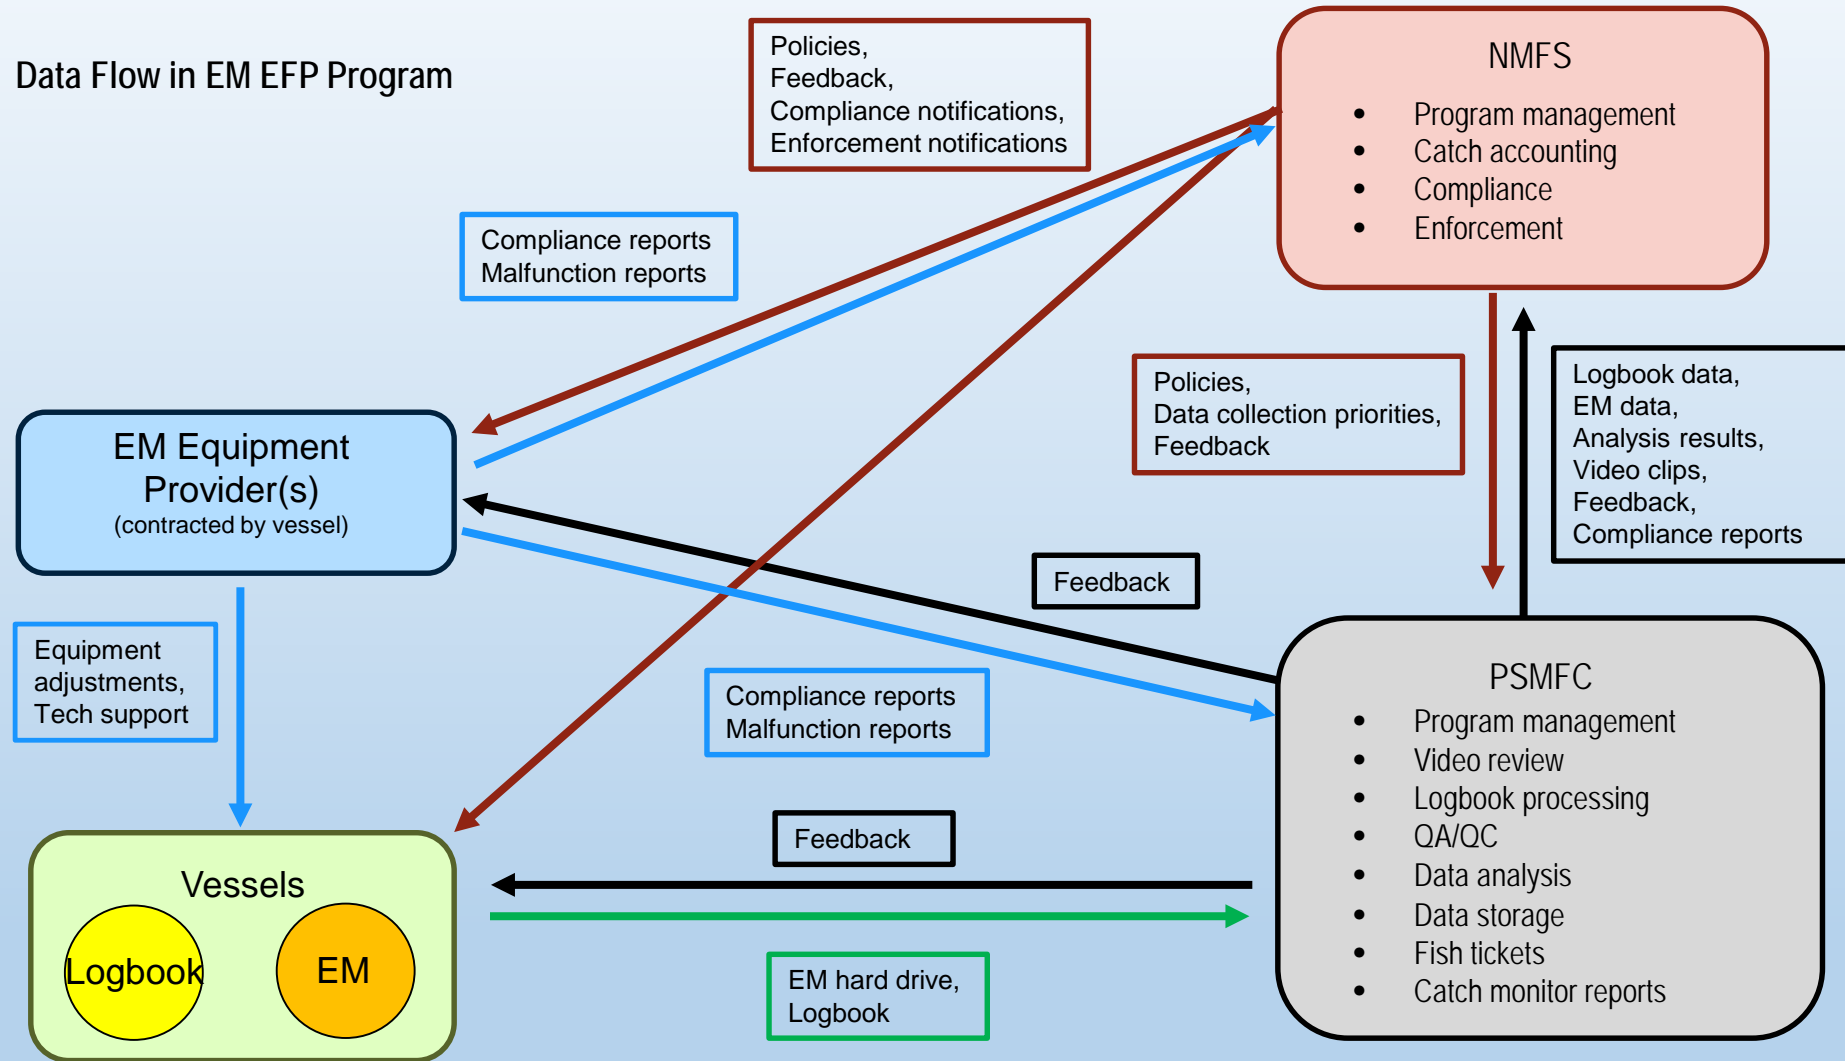 Data Flow in EM EFP Program
Policies,
Feedback,
Compliance notifications,
Enforcement notifications
NMFS
• Program management
• Catch accounting
• Compliance
• Enforcement
Compliance reports
Malfunction reports
Policies,
Data collection priorities,
Feedback
Logbook data,
EM data,
Analysis results,
Video clips,
Feedback,
Compliance reports
EM Equipment
Provider(s)
(contracted by vessel)
Feedback
Equipment
adjustments,
Tech support
Compliance reports
Malfunction reports
PSMFC
• Program management
• Video review
• Logbook processing
• QA/QC
• Data analysis
• Data storage
• Fish tickets
• Catch monitor reports
Feedback
Vessels
Logbook
EM
EM hard drive,
Logbook